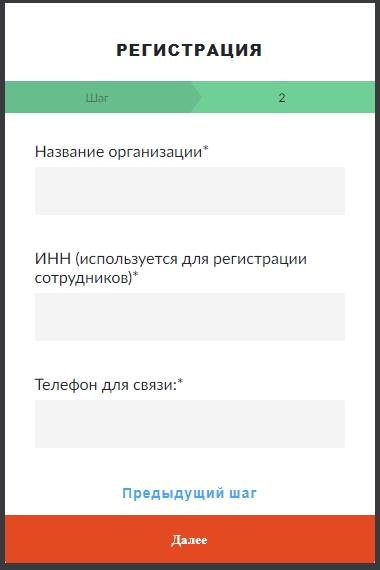 РЕГИСТРАЦИЯ
Шаг
2
Название организации*
ИНН (используется для регистрации
сотрудников)*
Телефон для связи:*
Предыдущий шаг
Далее